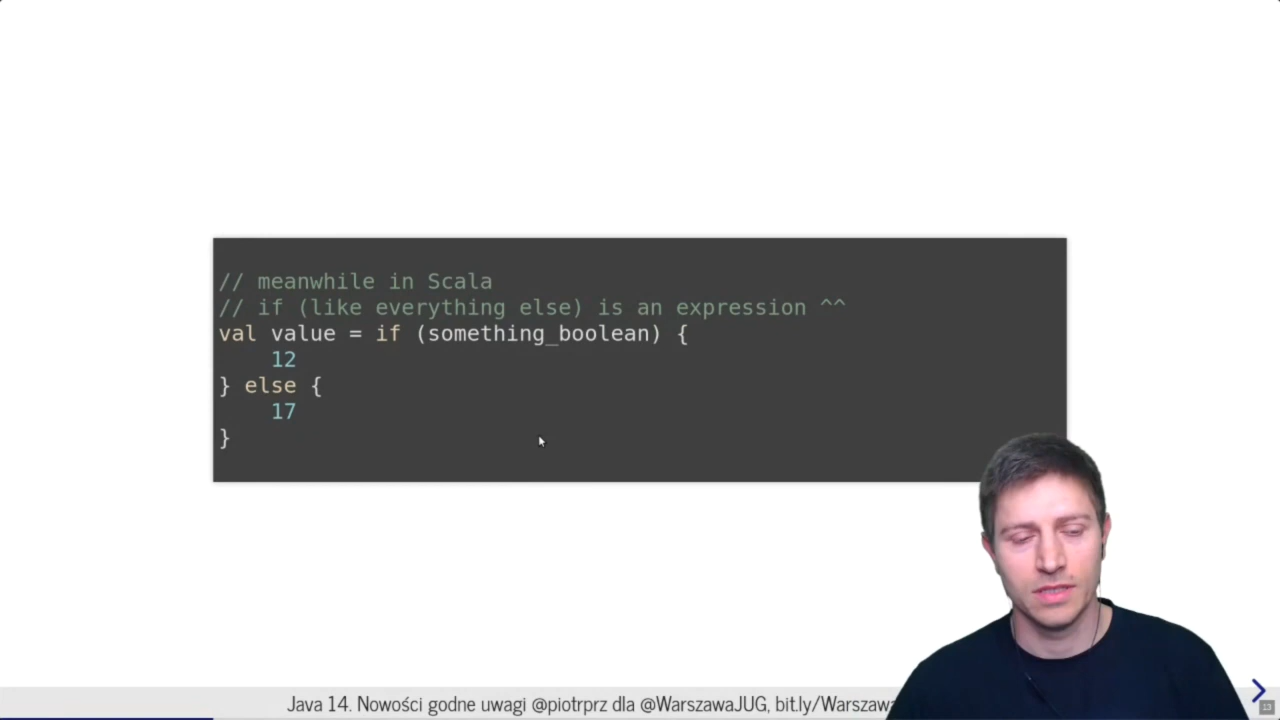 // meanwhile in Scala
// if (like everything else) is an expression ^^
val value = if (something_boolean) {
    12
} else {
    17
}
Java 14. Nowości godne uwagi @piotrprz dla @WarszawaJUG, bit.ly/Warszawa
13